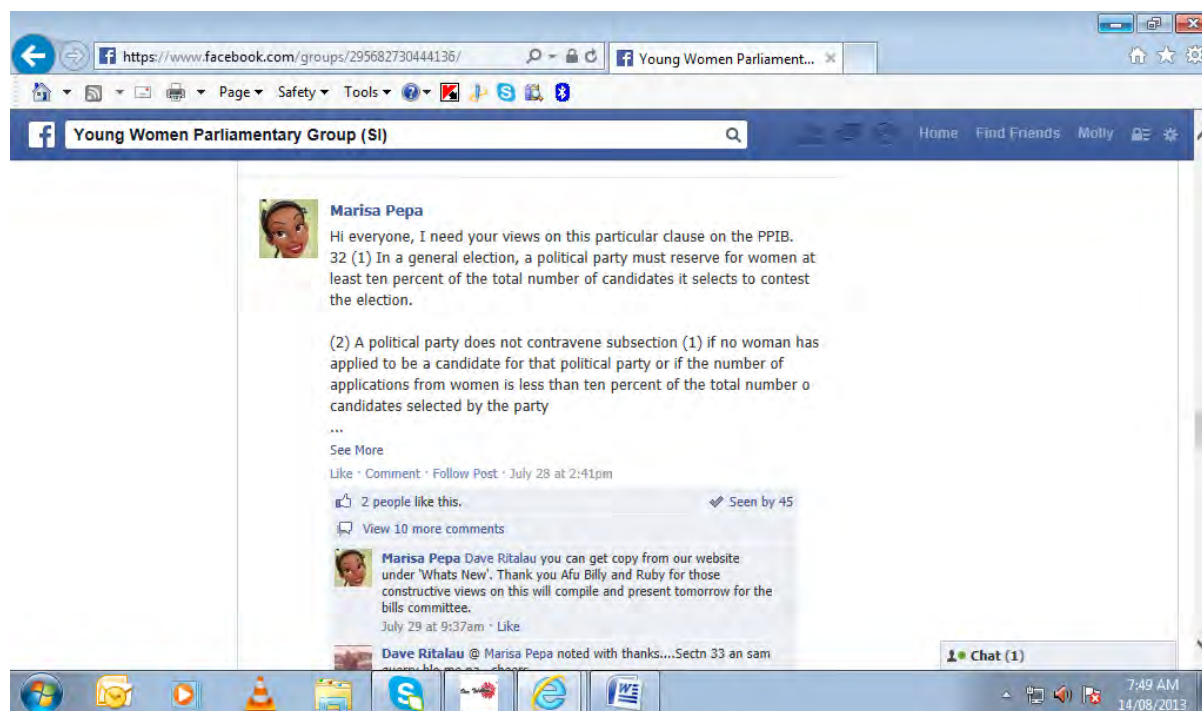 https://www.facebook.com/groups/295682730444136/
Young Women Parliament...
Page Safety Tools
Young Women Parliamentary Group (SI)
Home Find Friends Molly
Marisa Pepa
Hi everyone, I need your views on this particular clause on the PPIB.
32 (1) In a general election, a political party must reserve for women at
least ten percent of the total number of candidates it selects to contest
the election.
(2) A political party does not contravene subsection (1) if no woman has
applied to be a candidate for that political party or if the number of
applications from women is less than ten percent of the total number o
candidates selected by the party
...
See More
Like · Comment · Follow Post · July 28 at 2:41pm
2 people like this.
Seen by 45
View 10 more comments
Marisa Pepa Dave Ritalau you can get copy from our website
under 'Whats New'. Thank you Afu Billy and Ruby for those
constructive views on this will compile and present tomorrow for the
bills committee.
July 29 at 9:37am · Like
Dave Ritalau @ Marisa Pepa noted with thanks....Sectn 33 an sam
Chat (1)
7:49 AM
14/08/2013